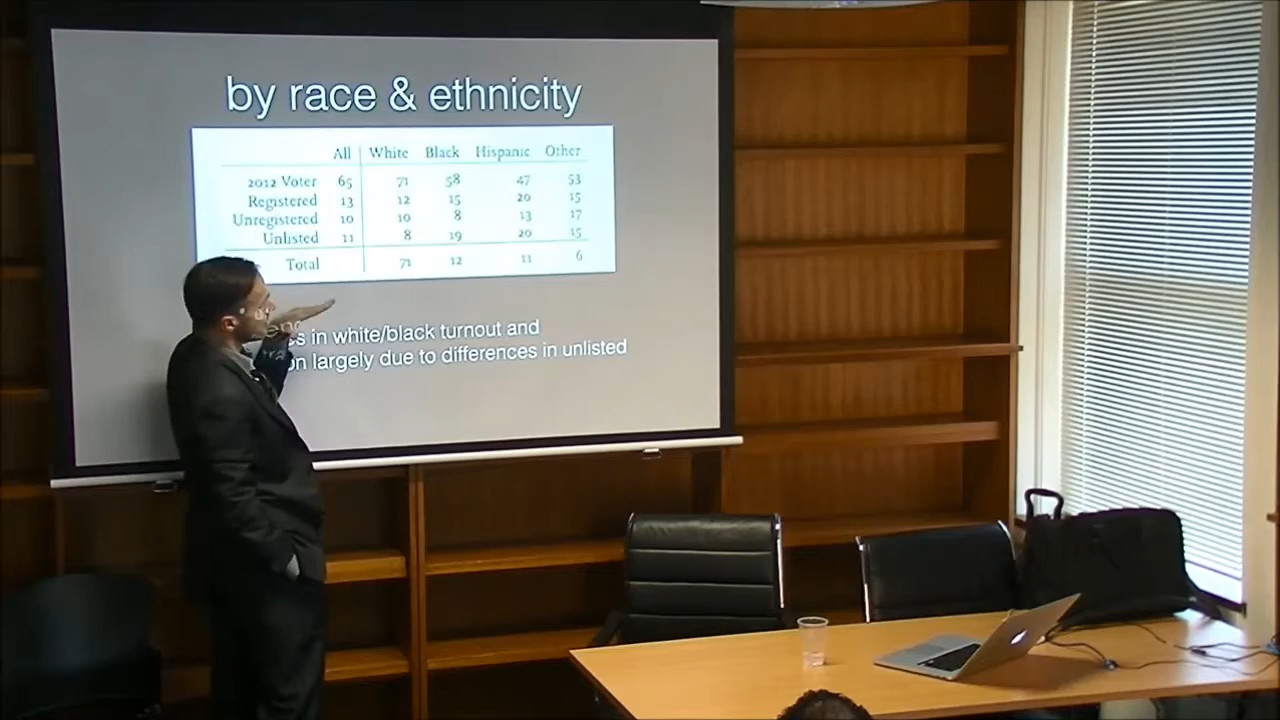 by race & ethnicity
All White Black Hispanic Other
2012 Voter 65 71 58 47 53
Registered 13 12 15 20 15
Unregistered 10 10 8 13 17
Unlisted 11 8 19 20 15
Total 71 12 11 6
in white/black turnout and
largely due to differences in unlisted